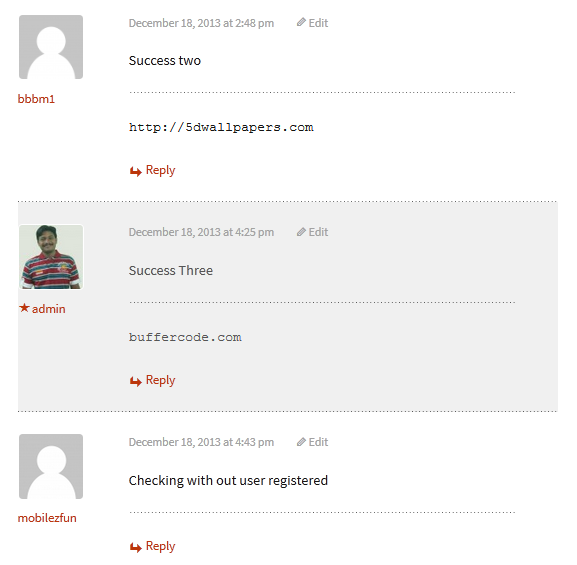 December 18, 2013 at 2:48 pm Edit
Success two
bbbm1
http://5dwallpapers.com
Reply
December 18, 2013 at 4:25 pm Edit
Success Three
★admin
buffercode.com
Reply
December 18, 2013 at 4:43 pm Edit
Checking with out user registered
mobilezfun
Reply